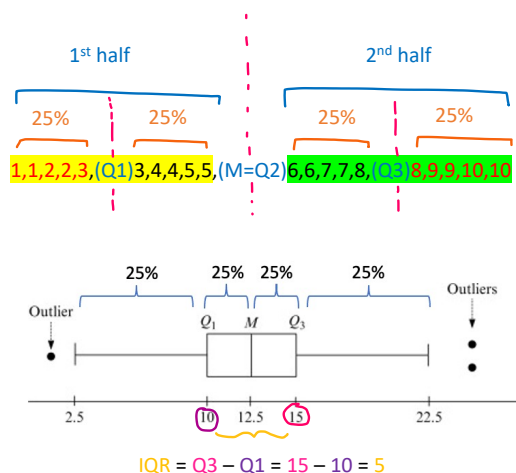 1st half 2nd half
25% 25% 25% 25%
1,1,2,2,3,(Q1)3,4,4,5,5,(M=Q2)6,6,7,7,8,(Q3)8,9,9,10,10
25% 25% 25% 25%
Outlier Outliers
Q1 M Q3
2.5 10 12.5 15 22.5
IQR = Q3 – Q1 = 15 – 10 = 5